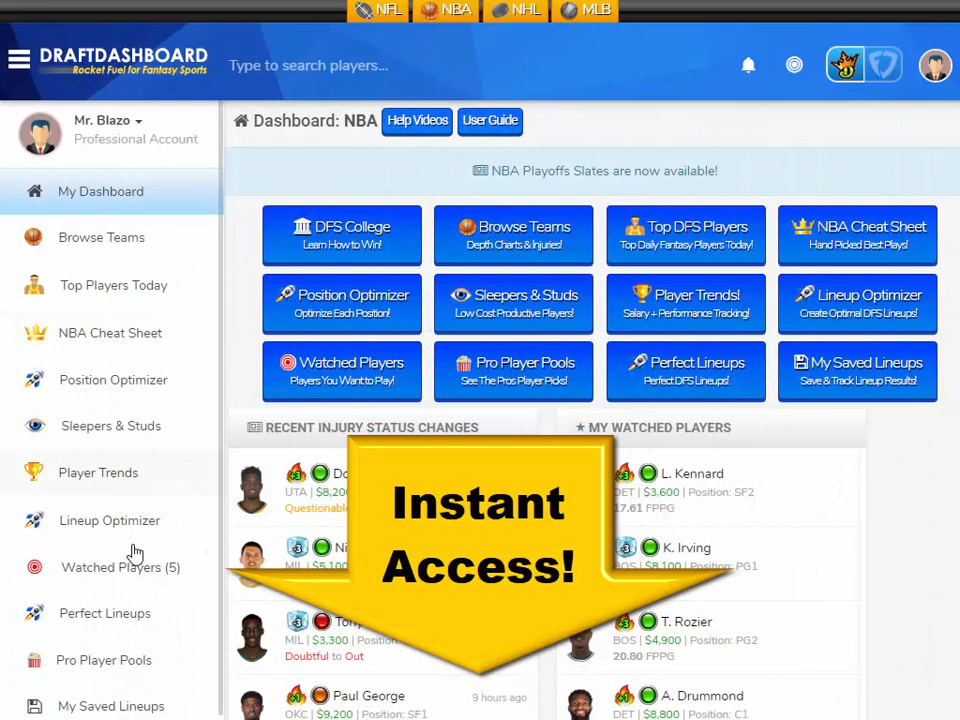 NFL NBA NHL MLB
DRAFTDASHBOARD
Rocket Fuel for Fantasy Sports
Type to search players...
Mr. Blazo
Professional Account
My Dashboard
Browse Teams
Top Players Today
NBA Cheat Sheet
Position Optimizer
Sleepers & Studs
Player Trends
Lineup Optimizer
Watched Players (5)
Perfect Lineups
Pro Player Pools
My Saved Lineups
Dashboard: NBA Help Videos User Guide
NBA Playoffs Slates are now available!
DFS College
Learn How to Win!
Browse Teams
Depth Charts & Injuries!
Top DFS Players
Top Daily Fantasy Players Today!
NBA Cheat Sheet
Hand Picked Best Plays!
Position Optimizer
Optimize Each Position!
Sleepers & Studs
Low Cost Productive Players!
Player Trends!
Salary + Performance Tracking!
Lineup Optimizer
Create Optimal DFS Lineups!
Watched Players
Players You Want to Play!
Pro Player Pools
See The Pros Player Picks!
Perfect Lineups
Perfect DFS Lineups!
My Saved Lineups
Save & Track Lineup Results!
RECENT INJURY STATUS CHANGES
UTA |
MIL |
MIL | $3,300 |
Doubtful to Out
+1 Paul George 9 hours ago
OKC | $9,200 | Position: SF1
Instant
Access!
MY WATCHED PLAYERS
+3 L. Kennard
DET | $3,600 | Position: SF2
17.61 FPPG
-3 K. Irving
BOS | $8,100 | Position: PG1
+3 T. Rozier
BOS | $4,900 | Position: PG2
20.80 FPPG
+1 A. Drummond
DET | $8,800 | Position: C1